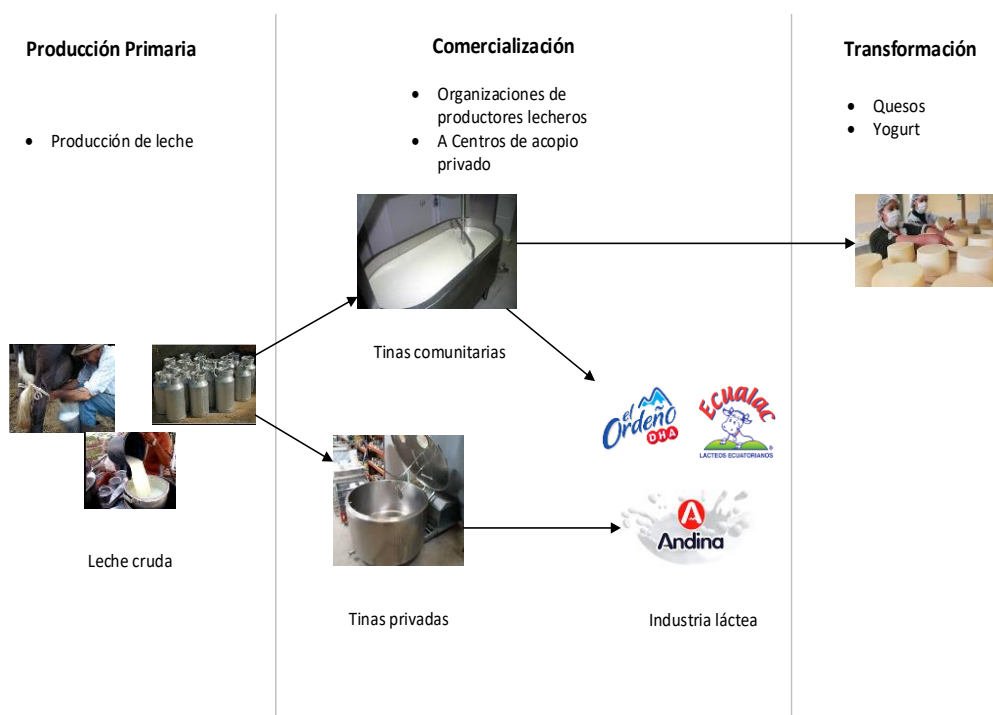 Producción Primaria
Comercialización
Transformación
• Producción de leche
• Organizaciones de
productores lecheros
• A Centros de acopio
privado
• Quesos
• Yogurt
Tinas comunitarias
el
Ordeño
DHA
Ecualac
LACTEOS ECUATORIANOS
®
A
Andina
Leche cruda
Tinas privadas
Industria láctea